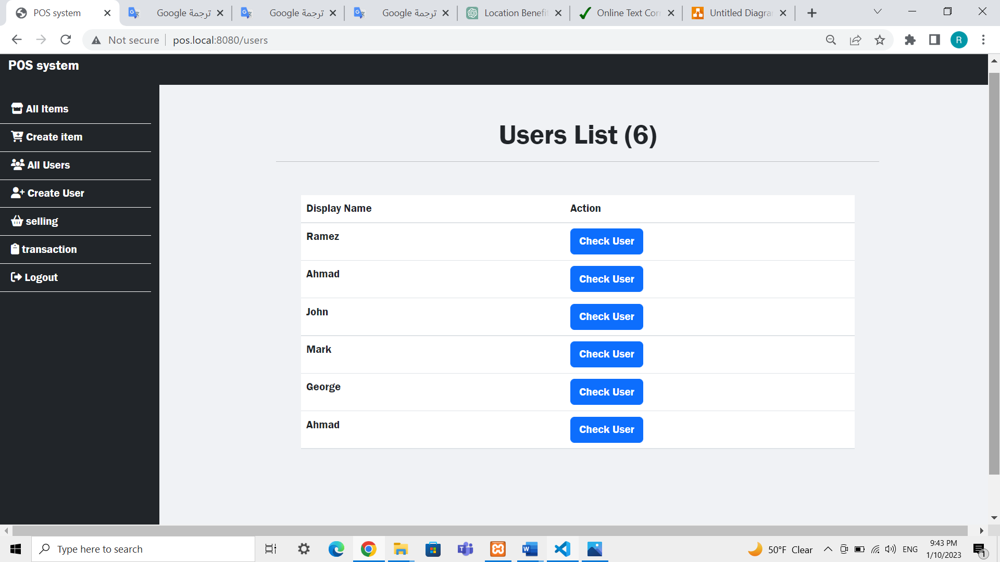 POS system
ترجمة Google
ترجمة Google
ترجمة Google
Location Benefit
Online Text Cor
Untitled Diagra
Not secure
pos.local:8080/users
R
POS system
All Items
Create item
All Users
Create User
selling
transaction
Logout
Users List (6)
Display Name Action
Ramez Check User
Ahmad Check User
John Check User
Mark Check User
George Check User
Ahmad Check User
Type here to search
50°F Clear
ENG
9:43 PM
1/10/2023
1